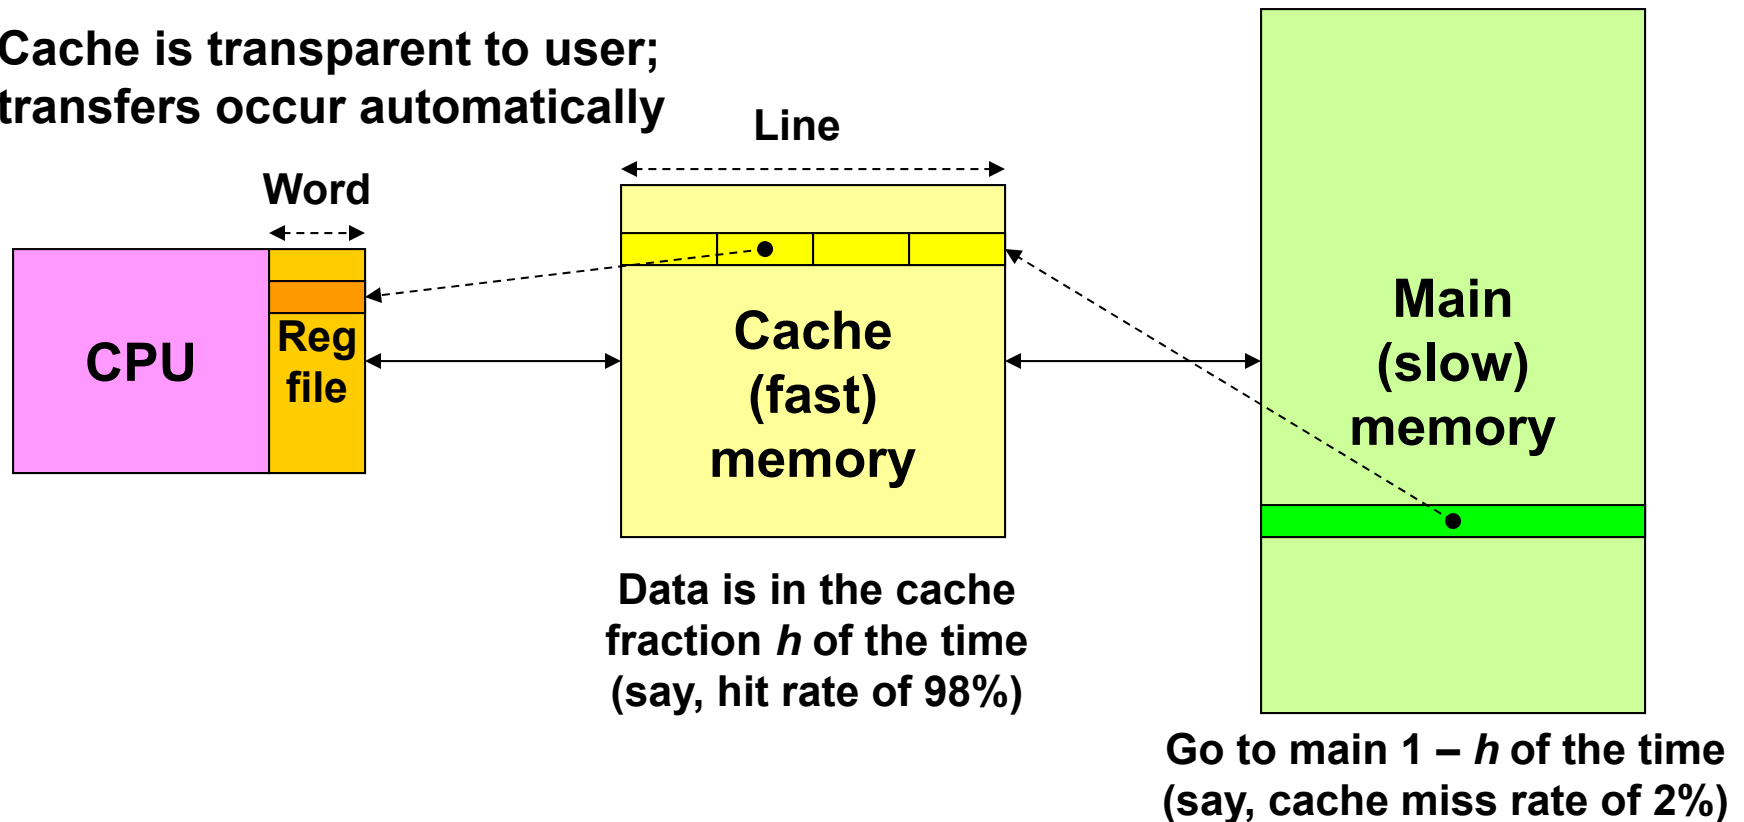 Cache is transparent to user;
transfers occur automatically
Line
Word
CPU
Reg
file
Cache
(fast)
memory
Main
(slow)
memory
Data is in the cache
fraction h of the time
(say, hit rate of 98%)
Go to main 1 – h of the time
(say, cache miss rate of 2%)